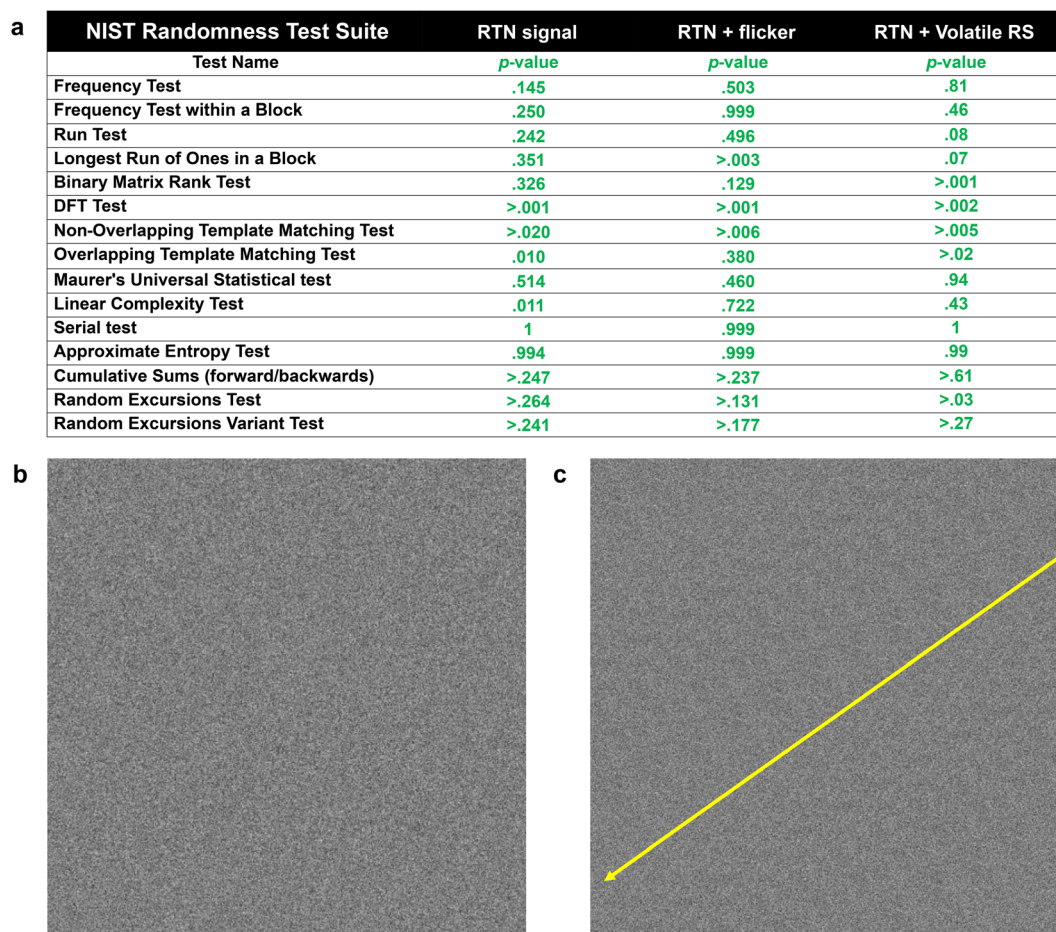 a
NIST Randomness Test Suite RTN signal RTN + flicker RTN + Volatile RS
Test Name p-value p-value p-value
Frequency Test .145 .503 .81
Frequency Test within a Block .250 .999 .46
Run Test .242 .496 .08
Longest Run of Ones in a Block .351 >.003 .07
Binary Matrix Rank Test .326 .129 >.001
DFT Test >.001 >.001 >.002
Non-Overlapping Template Matching Test >.020 >.006 >.005
Overlapping Template Matching Test .010 .380 >.02
Maurer's Universal Statistical test .514 .460 .94
Linear Complexity Test .011 .722 .43
Serial test 1 .999 1
Approximate Entropy Test .994 .999 .99
Cumulative Sums (forward/backwards) >.247 >.237 >.61
Random Excursions Test >.264 >.131 >.03
Random Excursions Variant Test >.241 >.177 >.27
b c